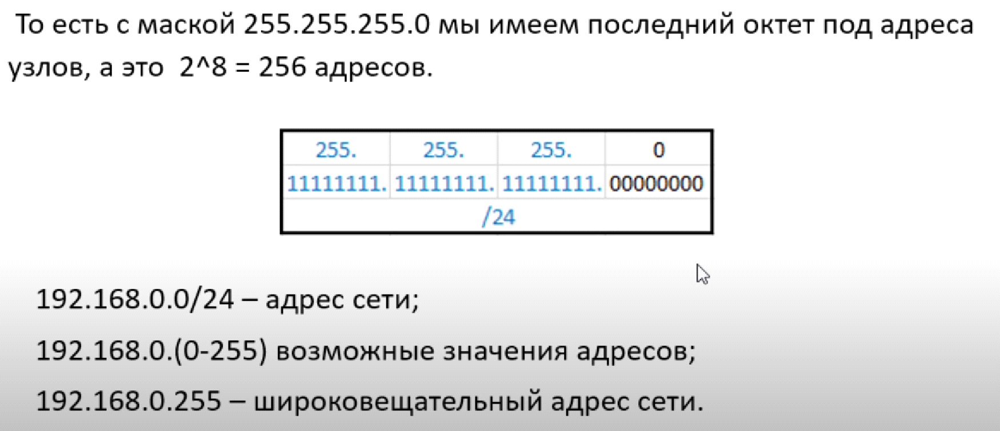 То есть с маской 255.255.255.0 мы имеем последний октет под адреса
узлов, а это 2^8 = 256 адресов.
255. 255. 255. 0
11111111. 11111111. 11111111. 00000000
/24
192.168.0.0/24 – адрес сети;
192.168.0.(0-255) возможные значения адресов;
192.168.0.255 – широковещательный адрес сети.